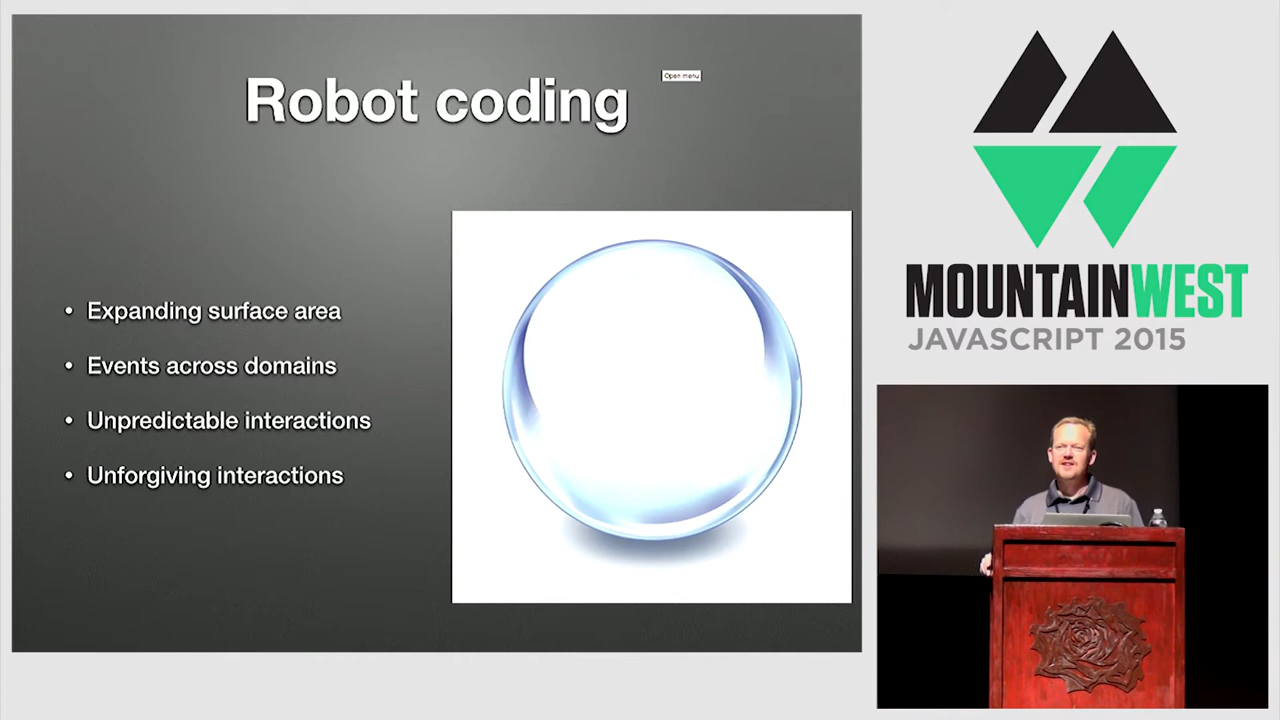 Robot coding
Open menu
• Expanding surface area
• Events across domains
• Unpredictable interactions
• Unforgiving interactions
MOUNTAINWEST
JAVASCRIPT 2015